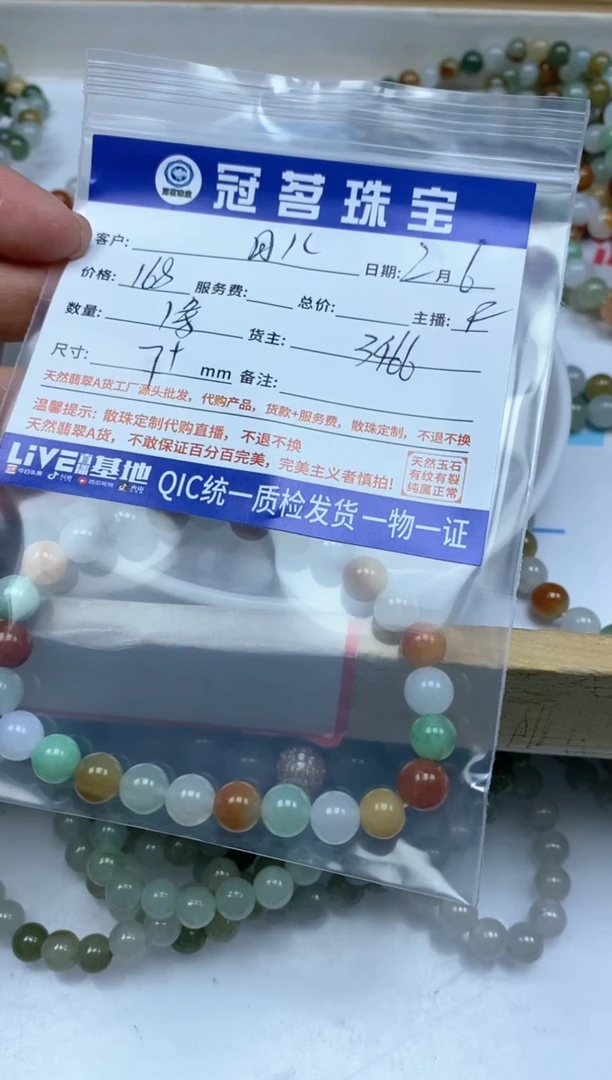 冠茗珠宝
客户: 月儿 日期: 2月6
价格: 168 服务费: 总价: 主播:
数量: 1条 货主: 3466
尺寸: 7+ mm 备注:
天然翡翠A货工厂源头批发, 代购产品, 货款+服务费, 散珠定制, 不退不换
温馨提示: 散珠定制代购直播, 不退不换
天然翡翠A货, 不敢保证百分百完美, 完美主义者慎拍!
天然玉石
有纹有裂
纯属正常
LiVE直播基地
QIC统一质检发货 一物一证